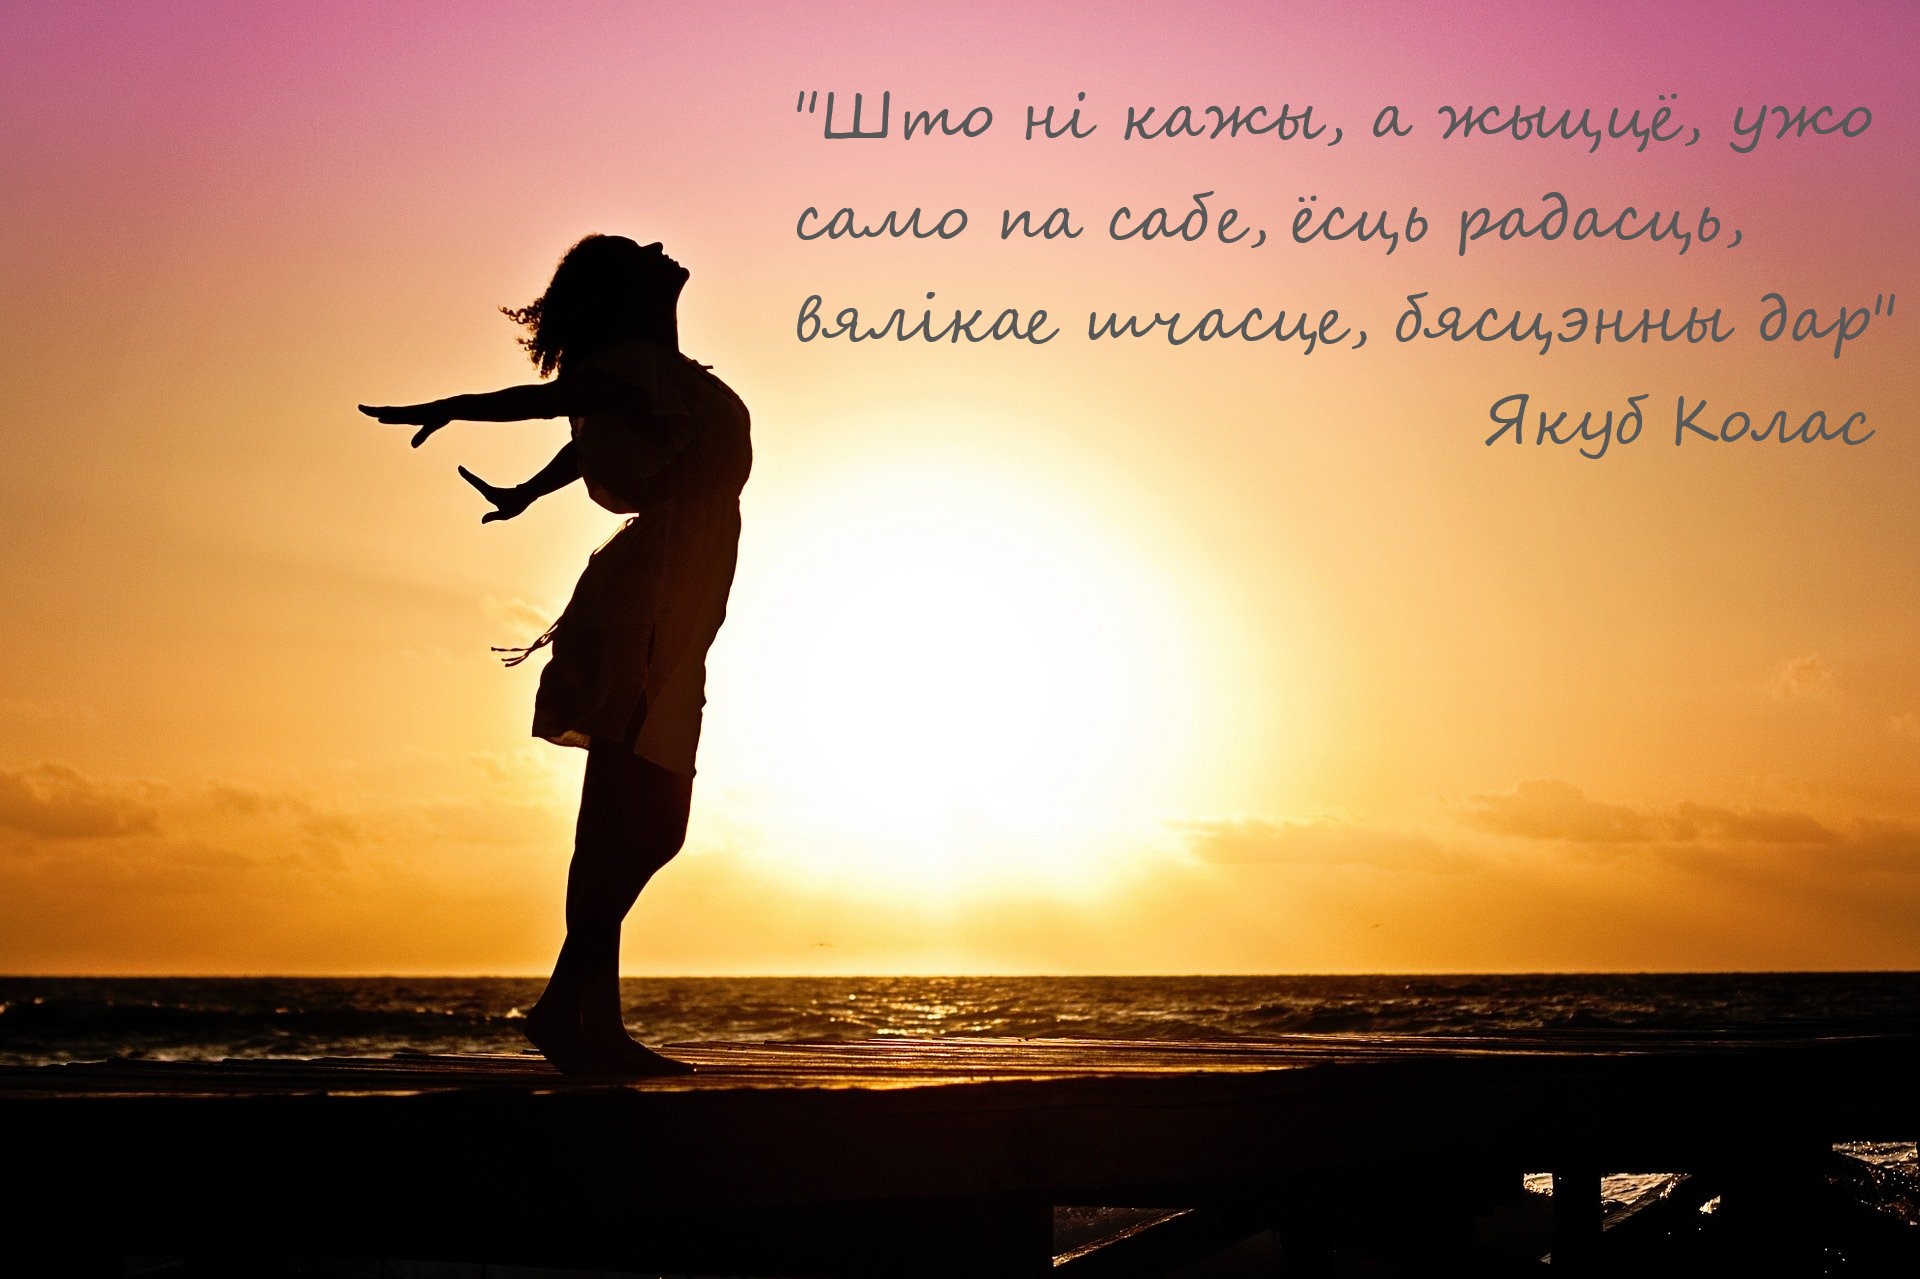 "Што ні кажы, а жыццё, ужо
само па сабе, ёсць радасць,
вялікае шчасце, бясцэнны дар"
Якуб Колас